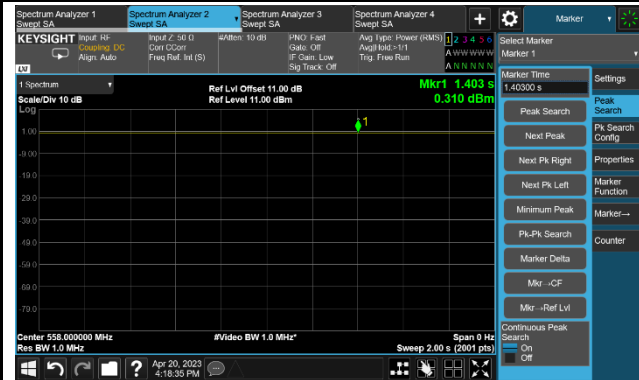 Spectrum Analyzer 1
Swept SA
Spectrum Analyzer 2
Swept SA
Spectrum Analyzer 3
Swept SA
Spectrum Analyzer 4
Swept SA
+
Marker
KEYSIGHT
LXI
Input: RF
Coupling: DC
Align: Auto
Input Z: 50 Ω
Corr CCorr
Freq Ref: Int (S)
#Atten: 10 dB
PNO: Fast
Gate: Off
IF Gain: Low
Sig Track: Off
Avg Type: Power (RMS)
Avg|Hold:>1/1
Trig: Free Run
1 2 3 4 5 6
A W W W W W
A N N N N N
Select Marker
Marker 1
1 Spectrum
Scale/Div 10 dB
Log
Ref Lvl Offset 11.00 dB
Ref Level 11.00 dBm
Mkr1 1.403 s
0.310 dBm
1
1.00
-9.00
-19.0
-29.0
-39.0
-49.0
-59.0
-69.0
-79.0
Center 558.000000 MHz
Res BW 1.0 MHz
#Video BW 1.0 MHz*
Span 0 Hz
Sweep 2.00 s (2001 pts)
Marker Time
1.40300 s
Peak Search
Next Peak
Next Pk Right
Next Pk Left
Minimum Peak
Pk-Pk Search
Marker Delta
Mkr→CF
Mkr→Ref Lvl
Continuous Peak
Search
On
Off
Settings
Peak
Search
Pk Search
Config
Properties
Marker
Function
Marker→
Counter
?
Apr 20, 2023
4:18:35 PM